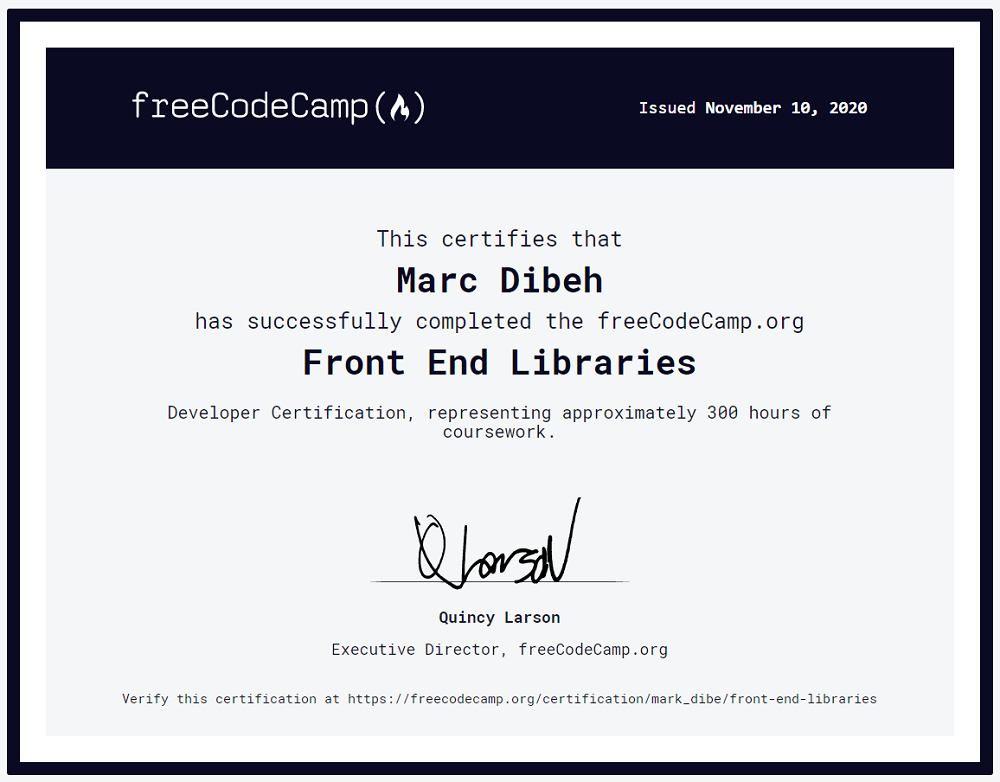 freeCodeCamp(🔥)
Issued November 10, 2020
This certifies that
Marc Dibeh
has successfully completed the freeCodeCamp.org
Front End Libraries
Developer Certification, representing approximately 300 hours of
coursework.
QLarson
Quincy Larson
Executive Director, freeCodeCamp.org
Verify this certification at https://freecodecamp.org/certification/mark_dibe/front-end-libraries